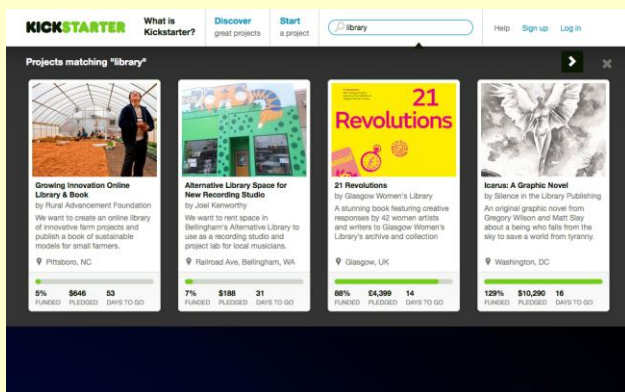 KICKSTARTER
What is
Kickstarter?
Discover
great projects
Start
a project
library
Help Sign up Log in
Projects matching "library"
Growing Innovation Online
Library & Book
by Rural Advancement Foundation
We want to create an online library
of innovative farm projects and
publish a book of sustainable
models for small farmers.
Pittsboro, NC
5% $646 53
FUNDED PLEDGED DAYS TO GO
Alternative Library Space for
New Recording Studio
by Joel Kenworthy
We want to rent space in
Bellingham's Alternative Library to
use as a recording studio and
project lab for local musicians.
Railroad Ave, Bellingham, WA
7% $188 31
FUNDED PLEDGED DAYS TO GO
21
Revolutions
21 Revolutions
by Glasgow Women's Library
A stunning book featuring creative
responses by 42 women artists
and writers to Glasgow Women's
Library's archive and collection
Glasgow, UK
88% £4,399 14
FUNDED PLEDGED DAYS TO GO
Icarus: A Graphic Novel
by Silence in the Library Publishing
An original graphic novel from
Gregory Wilson and Matt Slay
about a being who falls from the
sky to save a world from tyranny.
Washington, DC
129% $10,290 16
FUNDED PLEDGED DAYS TO GO